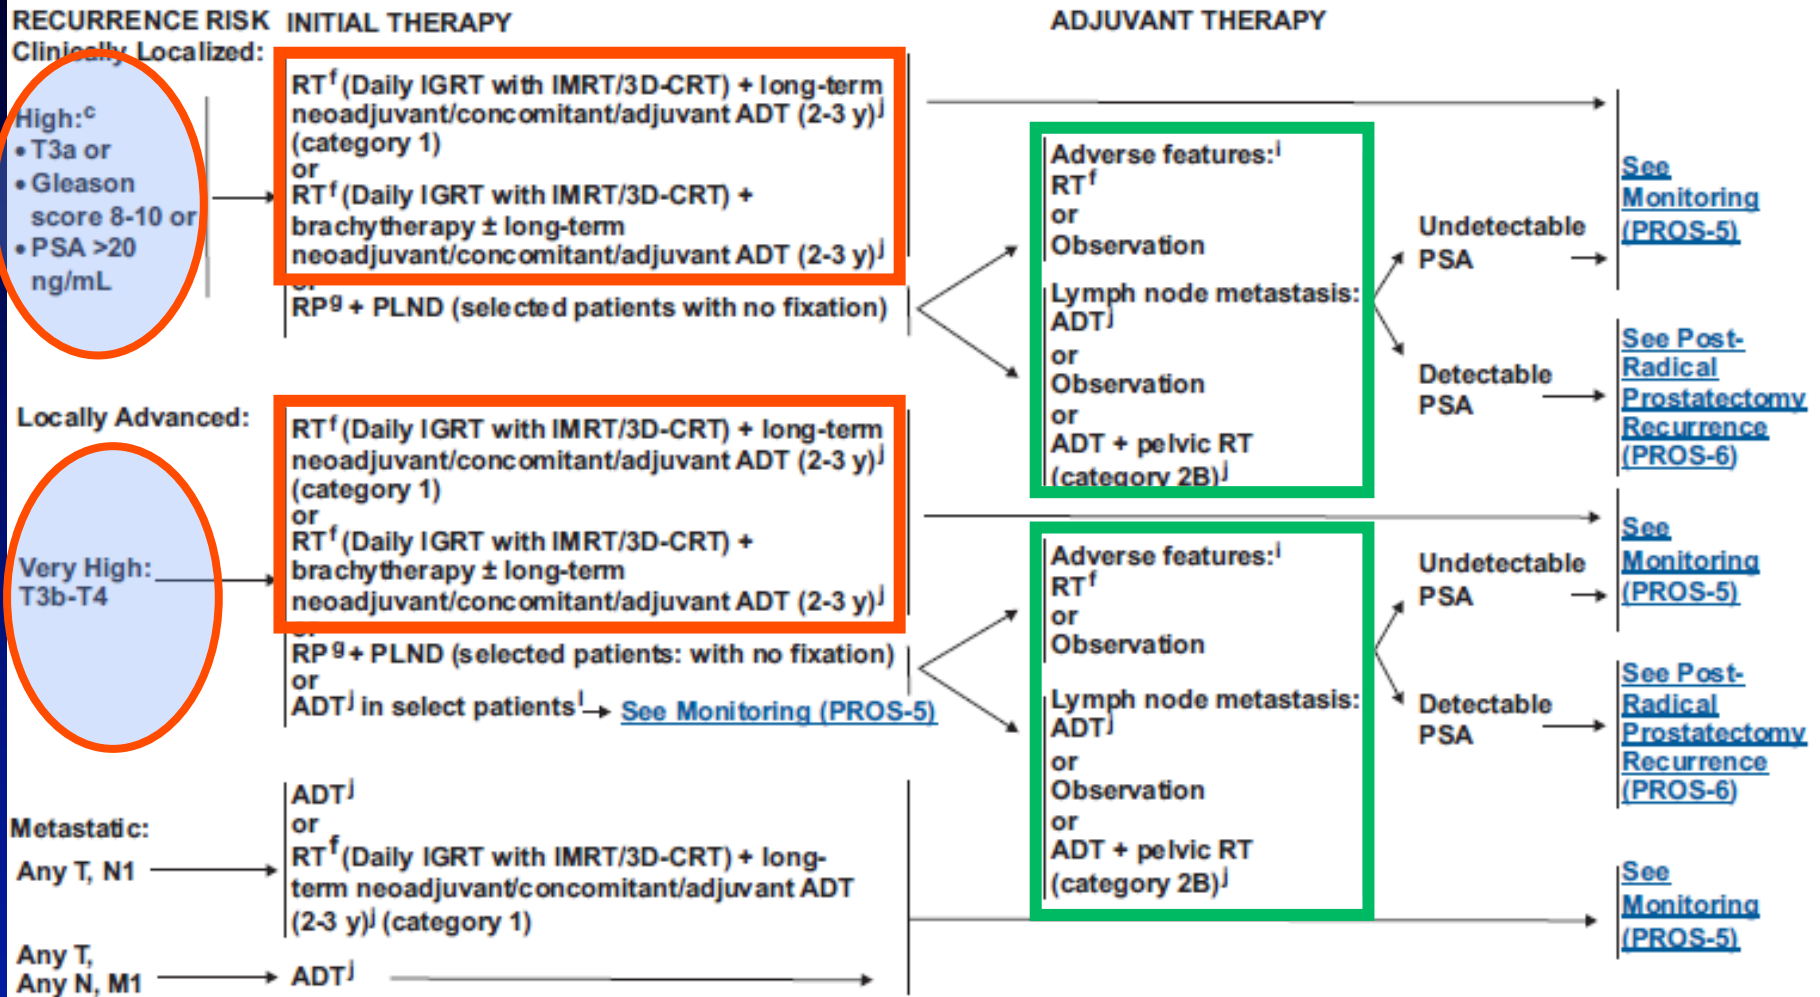 RECURRENCE RISK
Clinically Localized:
High:c
• T3a or
• Gleason
score 8-10 or
• PSA >20
ng/mL
INITIAL THERAPY
RTf (Daily IGRT with IMRT/3D-CRT) + long-term
neoadjuvant/concomitant/adjuvant ADT (2-3 y)j
(category 1)
or
RTf (Daily IGRT with IMRT/3D-CRT) +
brachytherapy ± long-term
neoadjuvant/concomitant/adjuvant ADT (2-3 y)j
or
RPg + PLND (selected patients with no fixation)
ADJUVANT THERAPY
Adverse features:i
RTf
or
Observation
Lymph node metastasis:
ADTj
or
Observation
or
ADT + pelvic RT
(category 2B)j
Undetectable
PSA
Detectable
PSA
See
Monitoring
(PROS-5)
See Post-
Radical
Prostatectomy
Recurrence
(PROS-6)
Locally Advanced:
Very High:
T3b-T4
RTf (Daily IGRT with IMRT/3D-CRT) + long-term
neoadjuvant/concomitant/adjuvant ADT (2-3 y)j
(category 1)
or
RTf (Daily IGRT with IMRT/3D-CRT) +
brachytherapy ± long-term
neoadjuvant/concomitant/adjuvant ADT (2-3 y)j
or
RPg + PLND (selected patients: with no fixation)
or
ADTj in select patientsl See Monitoring (PROS-5)
Adverse features:i
RTf
or
Observation
Lymph node metastasis:
ADTj
or
Observation
or
ADT + pelvic RT
(category 2B)j
Undetectable
PSA
Detectable
PSA
See
Monitoring
(PROS-5)
See Post-
Radical
Prostatectomy
Recurrence
(PROS-6)
Metastatic:
Any T, N1
ADTj
or
RTf (Daily IGRT with IMRT/3D-CRT) + long-
term neoadjuvant/concomitant/adjuvant ADT
(2-3 y)j (category 1)
Any T,
Any N, M1
ADTj
See
Monitoring
(PROS-5)